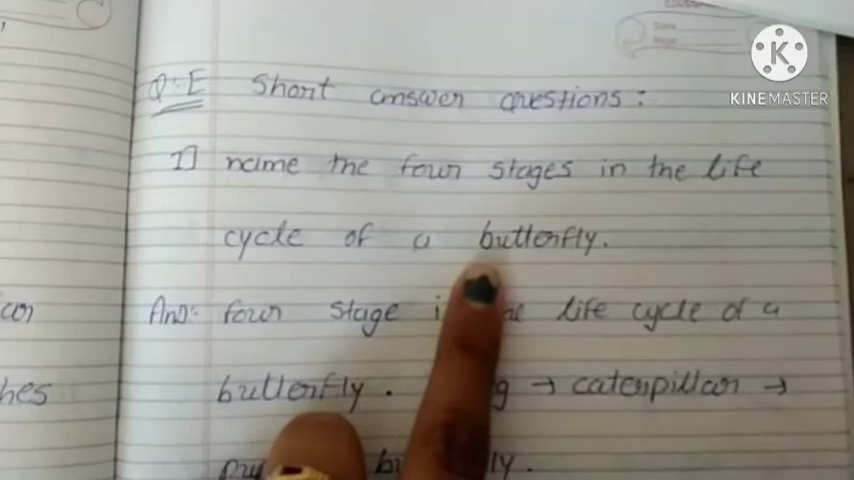 KINEMASTER
Q:-E Short answer questions:
1] name the four stages in the life
cycle of a butterfly.
Ans:- four stage life cycle of a
butterfly. → caterpillar →
hes